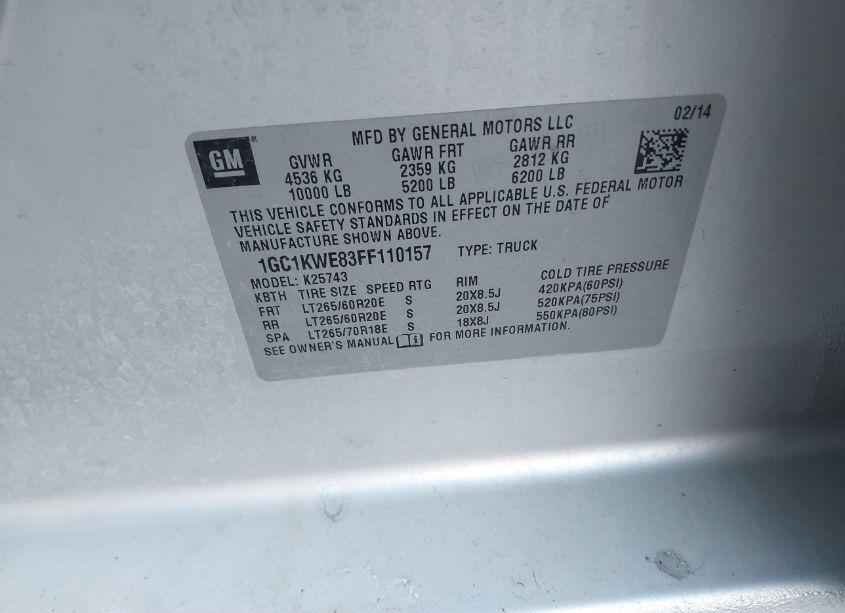 02/14
GM
MFD BY GENERAL MOTORS LLC
GVWR GAWR FRT GAWR RR
4536 KG 2359 KG 2812 KG
10000 LB 5200 LB 6200 LB
THIS VEHICLE CONFORMS TO ALL APPLICABLE U.S. FEDERAL MOTOR
VEHICLE SAFETY STANDARDS IN EFFECT ON THE DATE OF
MANUFACTURE SHOWN ABOVE.
1GC1KWE83FF110157 TYPE: TRUCK
MODEL: K25743
KBTH TIRE SIZE SPEED RTG RIM COLD TIRE PRESSURE
FRT LT265/60R20E S 20X8.5J 420KPA(60PSI)
RR LT265/60R20E S 20X8.5J 520KPA(75PSI)
SPA LT265/70R18E S 18X8J 550KPA(80PSI)
SEE OWNER'S MANUAL FOR MORE INFORMATION.